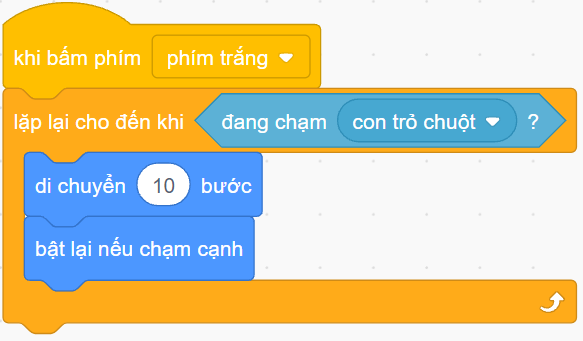 khi bấm phím phím trắng
lặp lại cho đến khi đang chạm con trỏ chuột ?
di chuyển 10 bước
bật lại nếu chạm cạnh